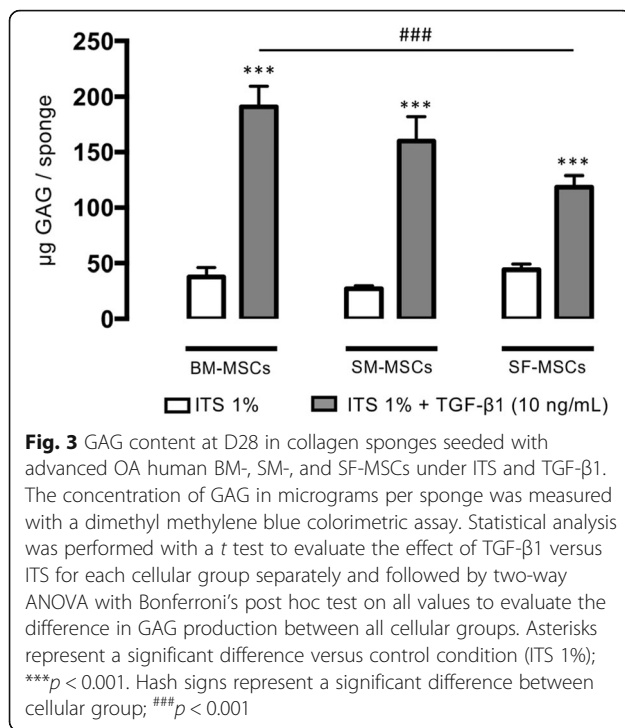 250
200
150
100
50
0
µg GAG / sponge
###
***
***
***
BM-MSCs SM-MSCs SF-MSCs
ITS 1% ITS 1% + TGF-β1 (10 ng/mL)
Fig. 3 GAG content at D28 in collagen sponges seeded with
advanced OA human BM-, SM-, and SF-MSCs under ITS and TGF-β1.
The concentration of GAG in micrograms per sponge was measured
with a dimethyl methylene blue colorimetric assay. Statistical analysis
was performed with a t test to evaluate the effect of TGF-β1 versus
ITS for each cellular group separately and followed by two-way
ANOVA with Bonferroni’s post hoc test on all values to evaluate the
difference in GAG production between all cellular groups. Asterisks
represent a significant difference versus control condition (ITS 1%);
***p < 0.001. Hash signs represent a significant difference between
cellular group; ###p < 0.001